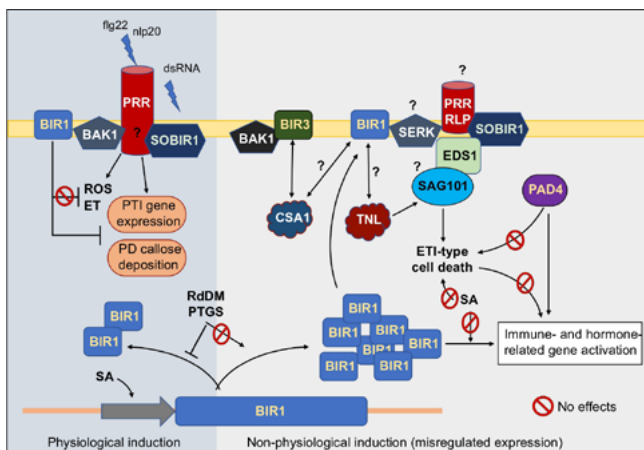 flg22
nlp20
dsRNA
PRR
?
BIR1
BAK1
SOBIR1
ROS
ET
PTI gene
expression
PD callose
deposition
BAK1
BIR3
BIR1
?
SERK
?
PRR
RLP
SOBIR1
EDS1
?
?
?
SAG101
CSA1
TNL
PAD4
ETI-type
cell death
SA
RdDM
PTGS
BIR1
BIR1
BIR1
BIR1
BIR1
BIR1
BIR1
BIR1
BIR1
BIR1
Immune- and hormone-
related gene activation
SA
BIR1
No effects
Physiological induction
Non-physiological induction (misregulated expression)